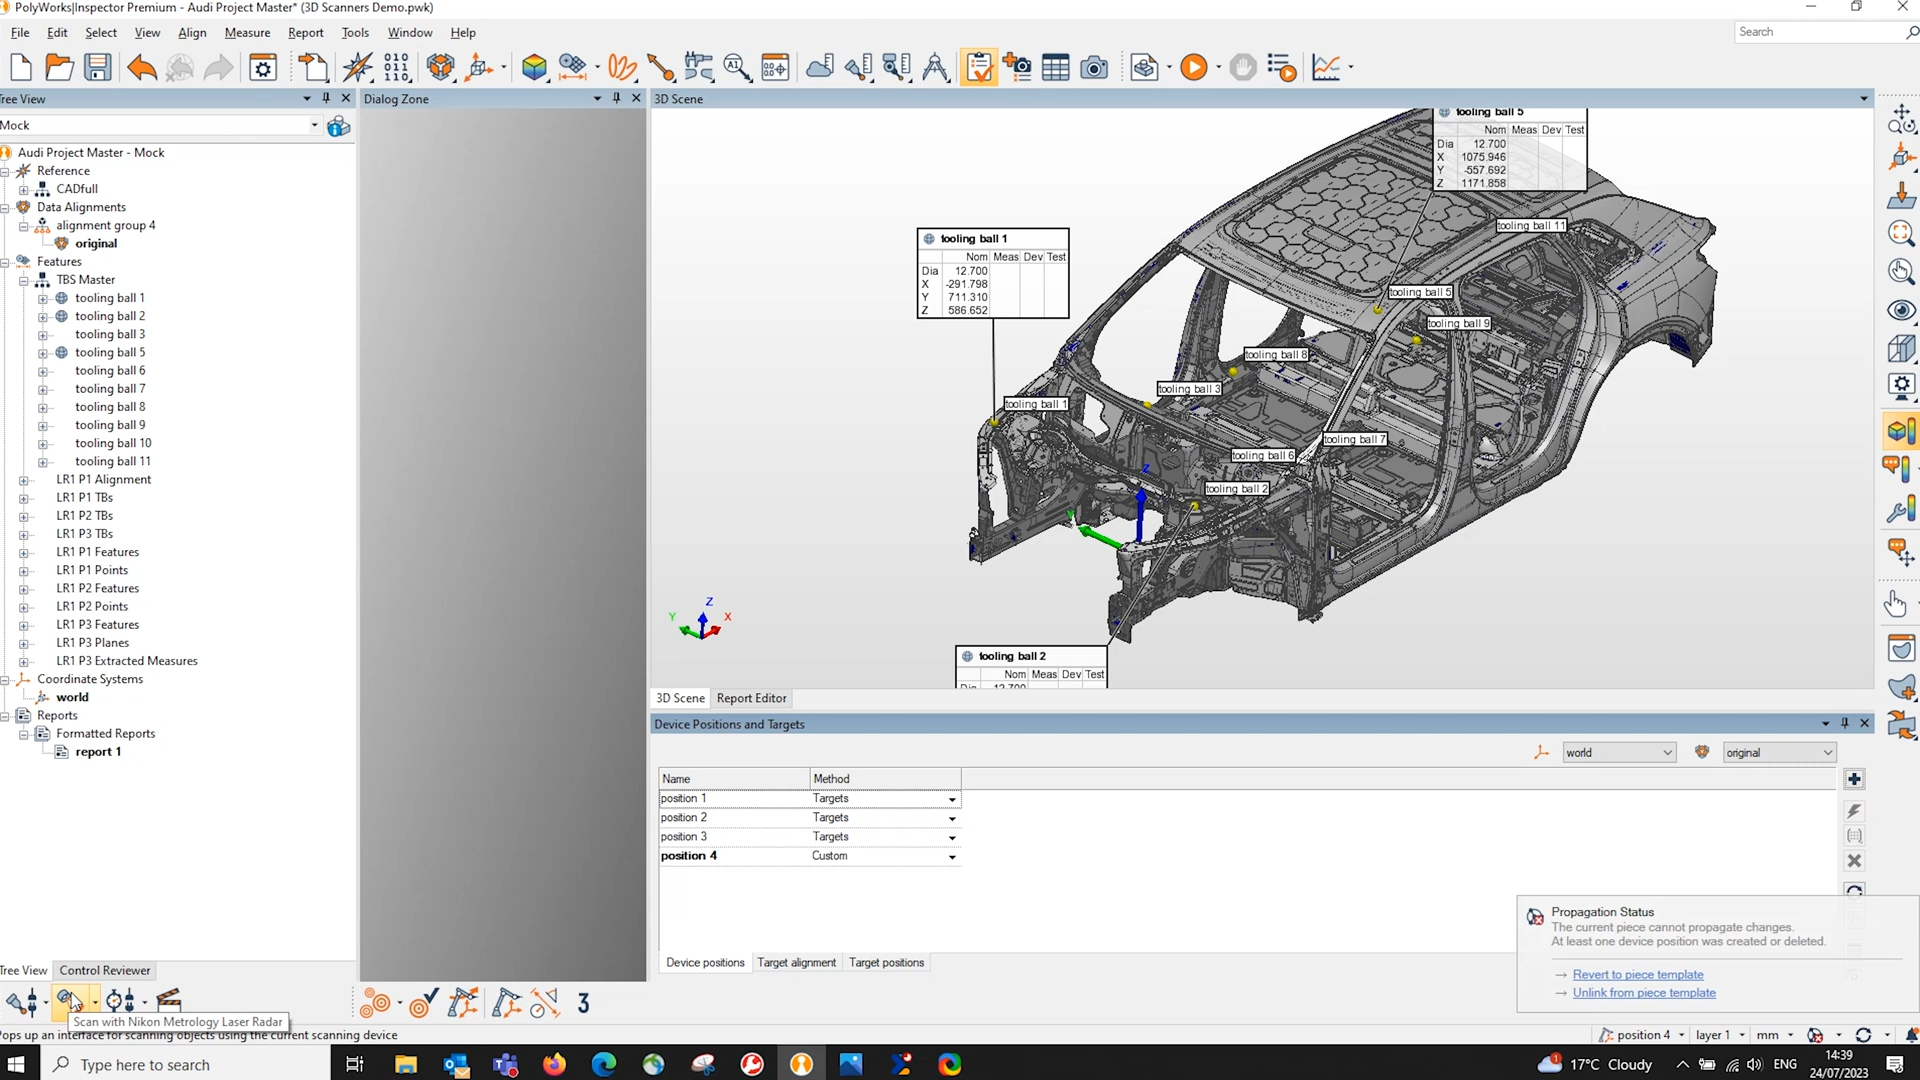 PolyWorks|Inspector Premium - Audi Project Master* (3D Scanners Demo.pwk)
File Edit Select View Align Measure Report Tools Window Help
Search
Tree View
Dialog Zone
3D Scene
Mock
Audi Project Master - Mock
Reference
CADfull
Data Alignments
alignment group 4
original
Features
TBS Master
tooling ball 1
tooling ball 2
tooling ball 3
tooling ball 5
tooling ball 6
tooling ball 7
tooling ball 8
tooling ball 9
tooling ball 10
tooling ball 11
LR1 P1 Alignment
LR1 P1 TBs
LR1 P2 TBs
LR1 P3 TBs
LR1 P1 Features
LR1 P1 Points
LR1 P2 Features
LR1 P2 Points
LR1 P3 Features
LR1 P3 Planes
LR1 P3 Extracted Measures
Coordinate Systems
world
Reports
Formatted Reports
report 1
tooling ball 5
Nom Meas Dev Test
Dia 12.700
X 1075.946
Y -557.692
Z 1171.858
tooling ball 1
Nom Meas Dev Test
Dia 12.700
X -291.798
Y 711.310
Z 586.652
tooling ball 11
tooling ball 5
tooling ball 9
tooling ball 8
tooling ball 3
tooling ball 1
tooling ball 7
tooling ball 6
tooling ball 2
Z
Y
Z
Y X
tooling ball 2
Nom Meas Dev Test
Dia 12.700
3D Scene Report Editor
Device Positions and Targets
world original
Name Method
position 1 Targets
position 2 Targets
position 3 Targets
position 4 Custom
Device positions Target alignment Target positions
Propagation Status
The current piece cannot propagate changes.
At least one device position was created or deleted.
→ Revert to piece template
→ Unlink from piece template
Tree View Control Reviewer
3
Scan with Nikon Metrology Laser Radar
Pops up an interface for scanning objects using the current scanning device
position 4 layer 1 mm
Type here to search
17°C Cloudy
ENG
14:39
24/07/2023